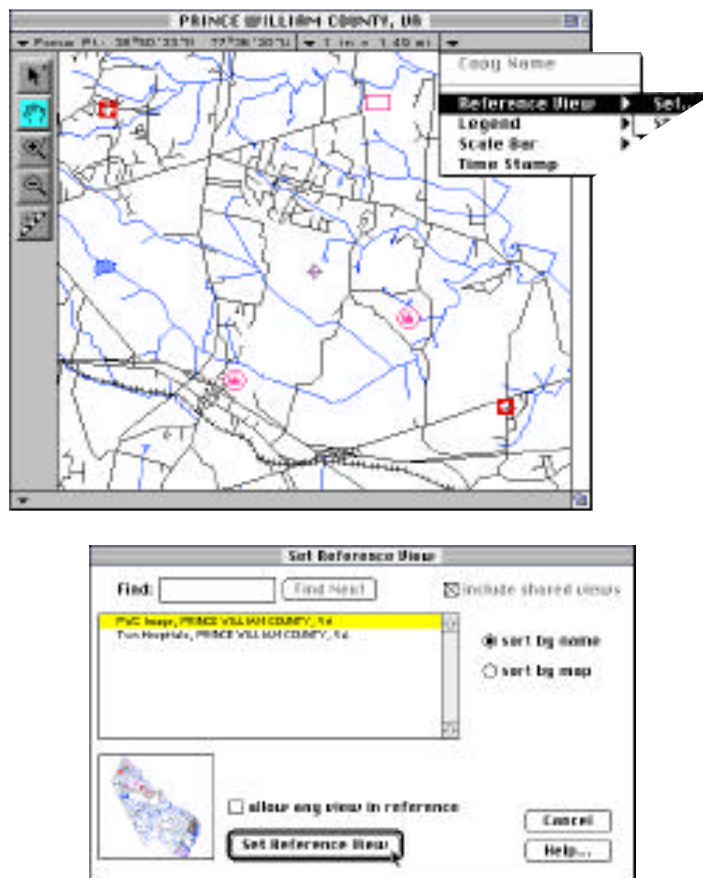 PRINCE WILLIAM COUNTY, VA
1 in = 1.40 mi
Copy Name
Reference View Set..
Legend
Scale Bar
Time Stamp
Set Reference View
Find: Find Next include shared views
PWC Image, PRINCE WILLIAM COUNTY, VA
Two Hospitals, PRINCE WILLIAM COUNTY, VA
sort by name
sort by map
allow any view in reference
Set Reference View
Cancel
Help...